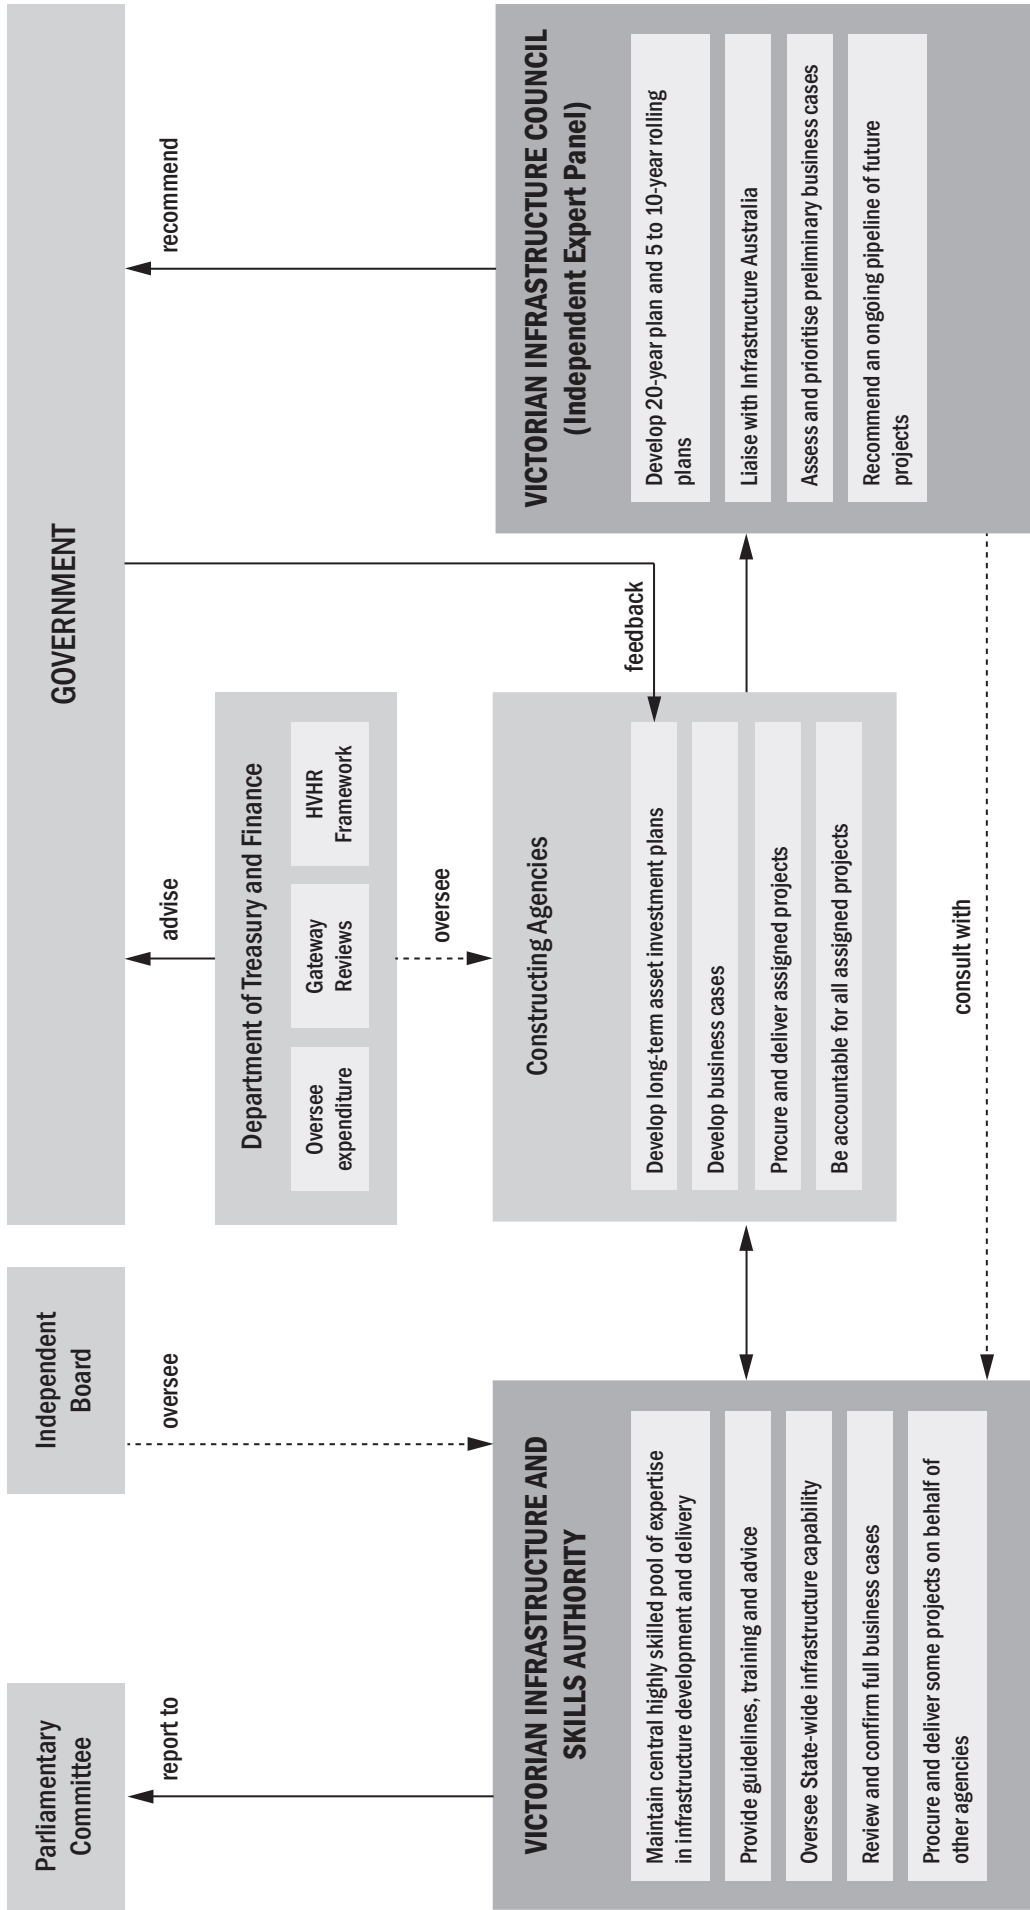 Parliamentary
Committee
Independent
Board
GOVERNMENT
report to
oversee
advise
recommend
Department of Treasury and Finance
Oversee
expenditure
Gateway
Reviews
HVHR
Framework
oversee
feedback
VICTORIAN INFRASTRUCTURE AND
SKILLS AUTHORITY
Maintain central highly skilled pool of expertise
in infrastructure development and delivery
Provide guidelines, training and advice
Oversee State-wide infrastructure capability
Review and confirm full business cases
Procure and deliver some projects on behalf of
other agencies
Constructing Agencies
Develop long-term asset investment plans
Develop business cases
Procure and deliver assigned projects
Be accountable for all assigned projects
VICTORIAN INFRASTRUCTURE COUNCIL
(Independent Expert Panel)
Develop 20-year plan and 5 to 10-year rolling
plans
Liaise with Infrastructure Australia
Assess and prioritise preliminary business cases
Recommend an ongoing pipeline of future
projects
consult with